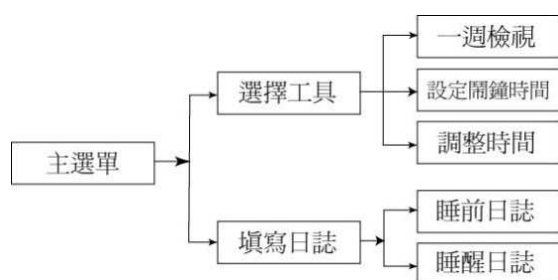 主選單
選擇工具
一週檢視
設定鬧鐘時間
調整時間
填寫日誌
睡前日誌
睡醒日誌